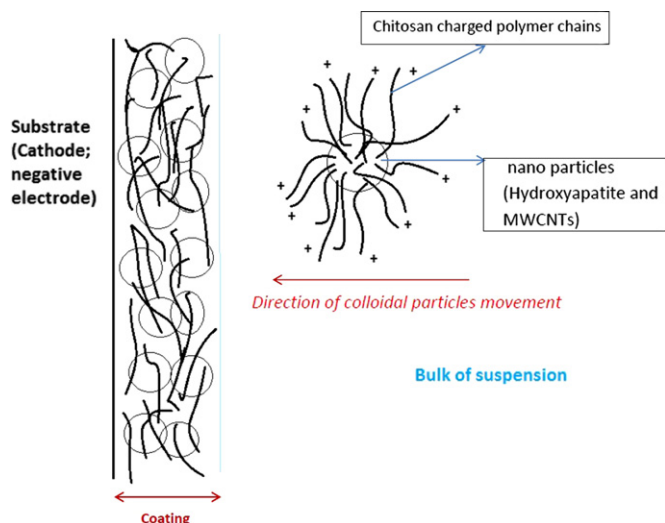 Chitosan charged polymer chains
Substrate
(Cathode;
negative
electrode)
nano particles
(Hydroxyapatite and
MWCNTs)
+
+
+
+
+
+
+
+
+
+
+
Direction of colloidal particles movement
Bulk of suspension
Coating